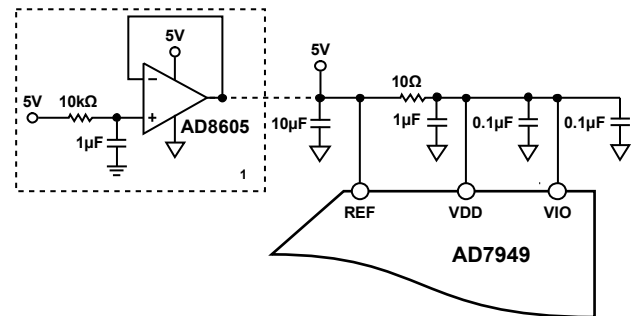 5V
5V
10Ω
5V
10kΩ
−
+
AD8605
10µF
1µF
0.1µF
0.1µF
1µF
1
REF
VDD
VIO
AD7949